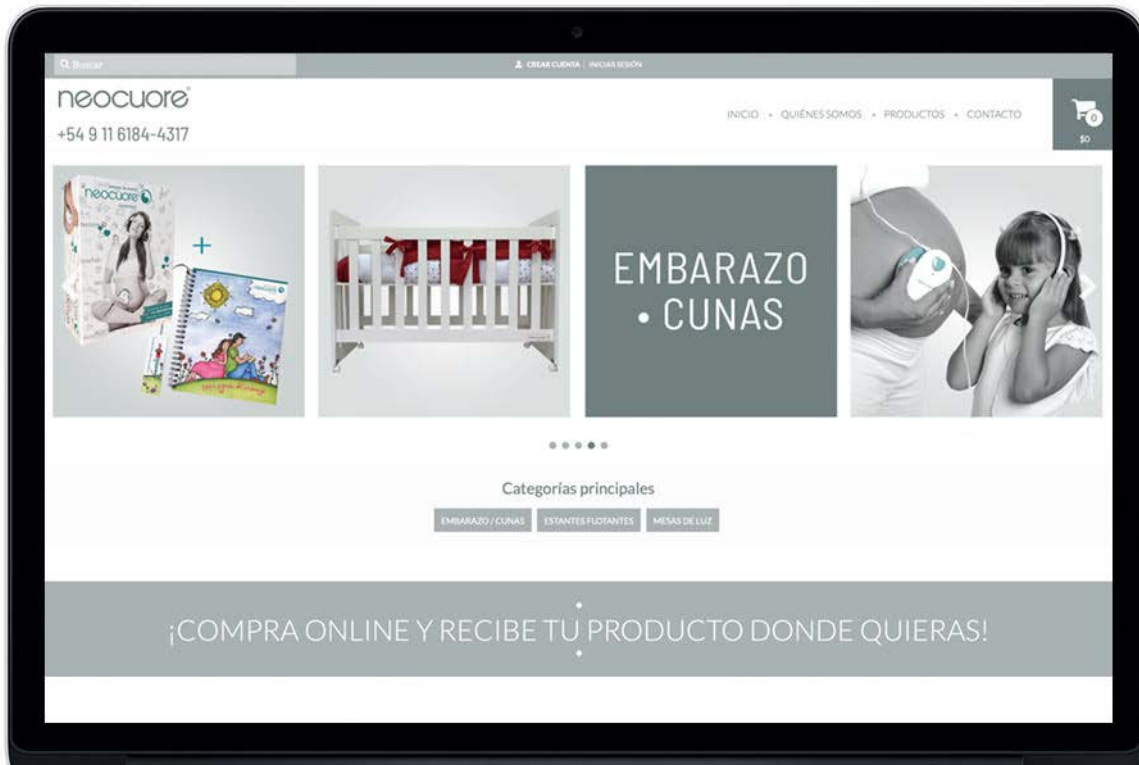 Buscar
CREAR CUENTA | INICIAR SESIÓN
neocuore®
+54 9 11 6184-4317
INICIO • QUIÉNES SOMOS • PRODUCTOS • CONTACTO
0
$0
neocuore
+
neocuore
EMBARAZO
• CUNAS
Categorías principales
EMBARAZO / CUNAS
ESTANTES FLOTANTES
MESAS DE LUZ
¡COMPRA ONLINE Y RECIBE TU PRODUCTO DONDE QUIERAS!